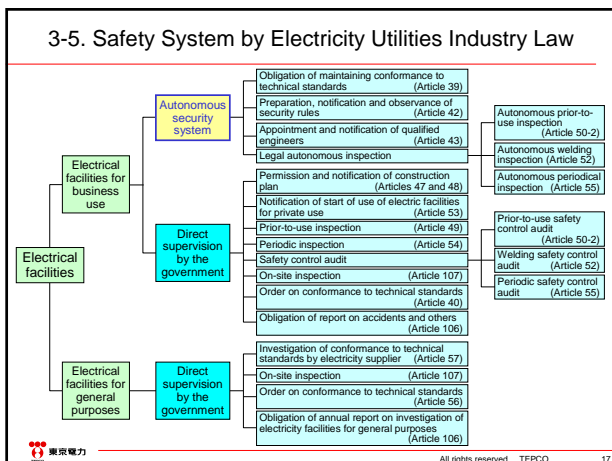 3-5. Safety System by Electricity Utilities Industry Law
Electrical
facilities
Electrical
facilities for
business
use
Autonomous
security
system
Obligation of maintaining conformance to
technical standards (Article 39)
Preparation, notification and observance of
security rules (Article 42)
Appointment and notification of qualified
engineers (Article 43)
Legal autonomous inspection
Autonomous prior-to-
use inspection
(Article 50-2)
Autonomous welding
inspection (Article 52)
Autonomous periodical
inspection (Article 55)
Direct
supervision
by the
government
Permission and notification of construction
plan (Articles 47 and 48)
Notification of start of use of electric facilities
for private use (Article 53)
Prior-to-use inspection (Article 49)
Periodic inspection (Article 54)
Safety control audit
On-site inspection (Article 107)
Order on conformance to technical standards
(Article 40)
Obligation of report on accidents and others
(Article 106)
Prior-to-use safety
control audit
(Article 50-2)
Welding safety control
audit (Article 52)
Periodic safety control
audit (Article 55)
Electrical
facilities for
general
purposes
Direct
supervision
by the
government
Investigation of conformance to technical
standards by electricity supplier (Article 57)
On-site inspection (Article 107)
Order on conformance to technical standards
(Article 56)
Obligation of annual report on investigation of
electricity facilities for general purposes
(Article 106)
東京電力
All rights reserved TEPCO 17